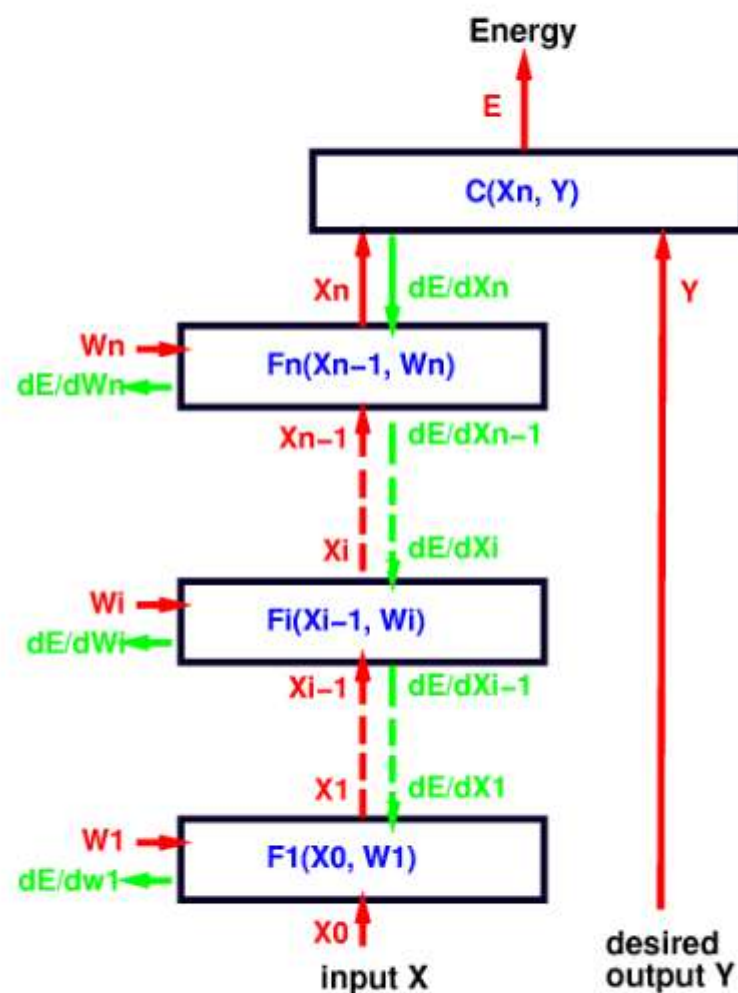 Energy
E
C(Xn, Y)
Xn
dE/dXn
Y
Wn
Fn(Xn−1, Wn)
dE/dWn
Xn−1
dE/dXn−1
Xi
dE/dXi
Wi
Fi(Xi−1, Wi)
dE/dWi
Xi−1
dE/dXi−1
X1
dE/dX1
W1
F1(X0, W1)
dE/dw1
X0
input X
desired
output Y